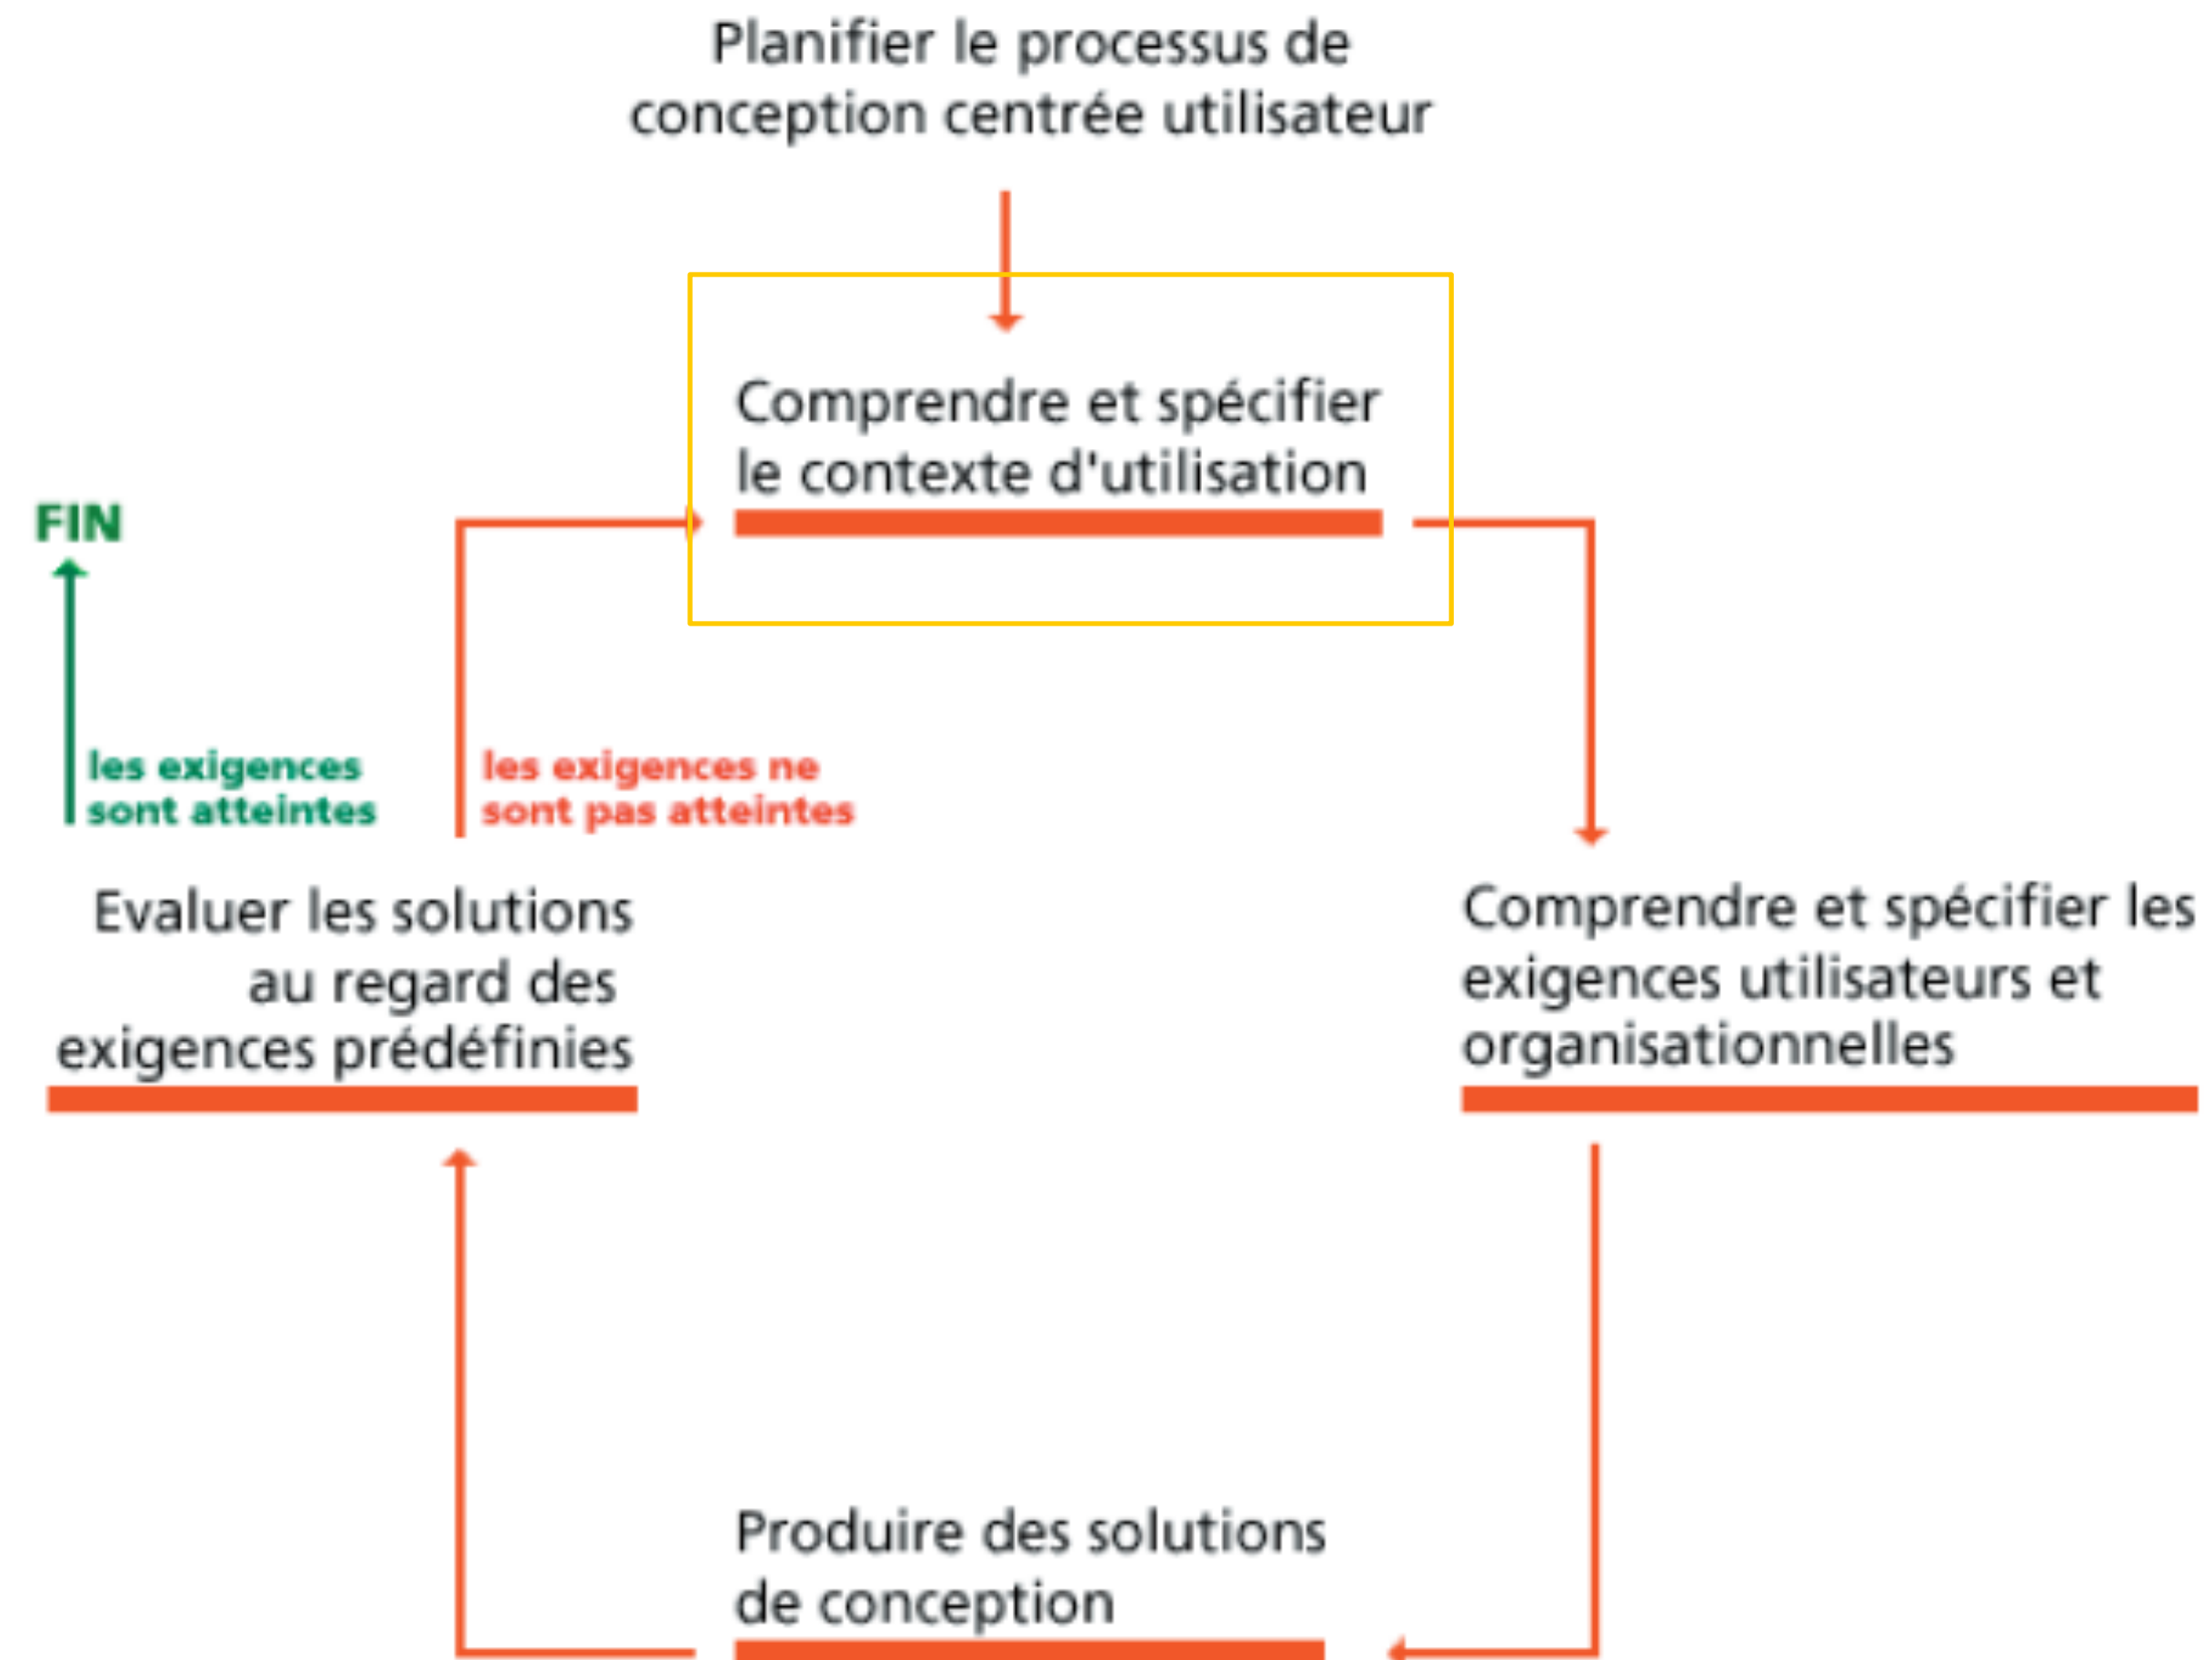 Planifier le processus de
conception centrée utilisateur
Comprendre et spécifier
le contexte d'utilisation
FIN
les exigences
sont atteintes
les exigences ne
sont pas atteintes
Evaluer les solutions
au regard des
exigences prédéfinies
Comprendre et spécifier les
exigences utilisateurs et
organisationnelles
Produire des solutions
de conception